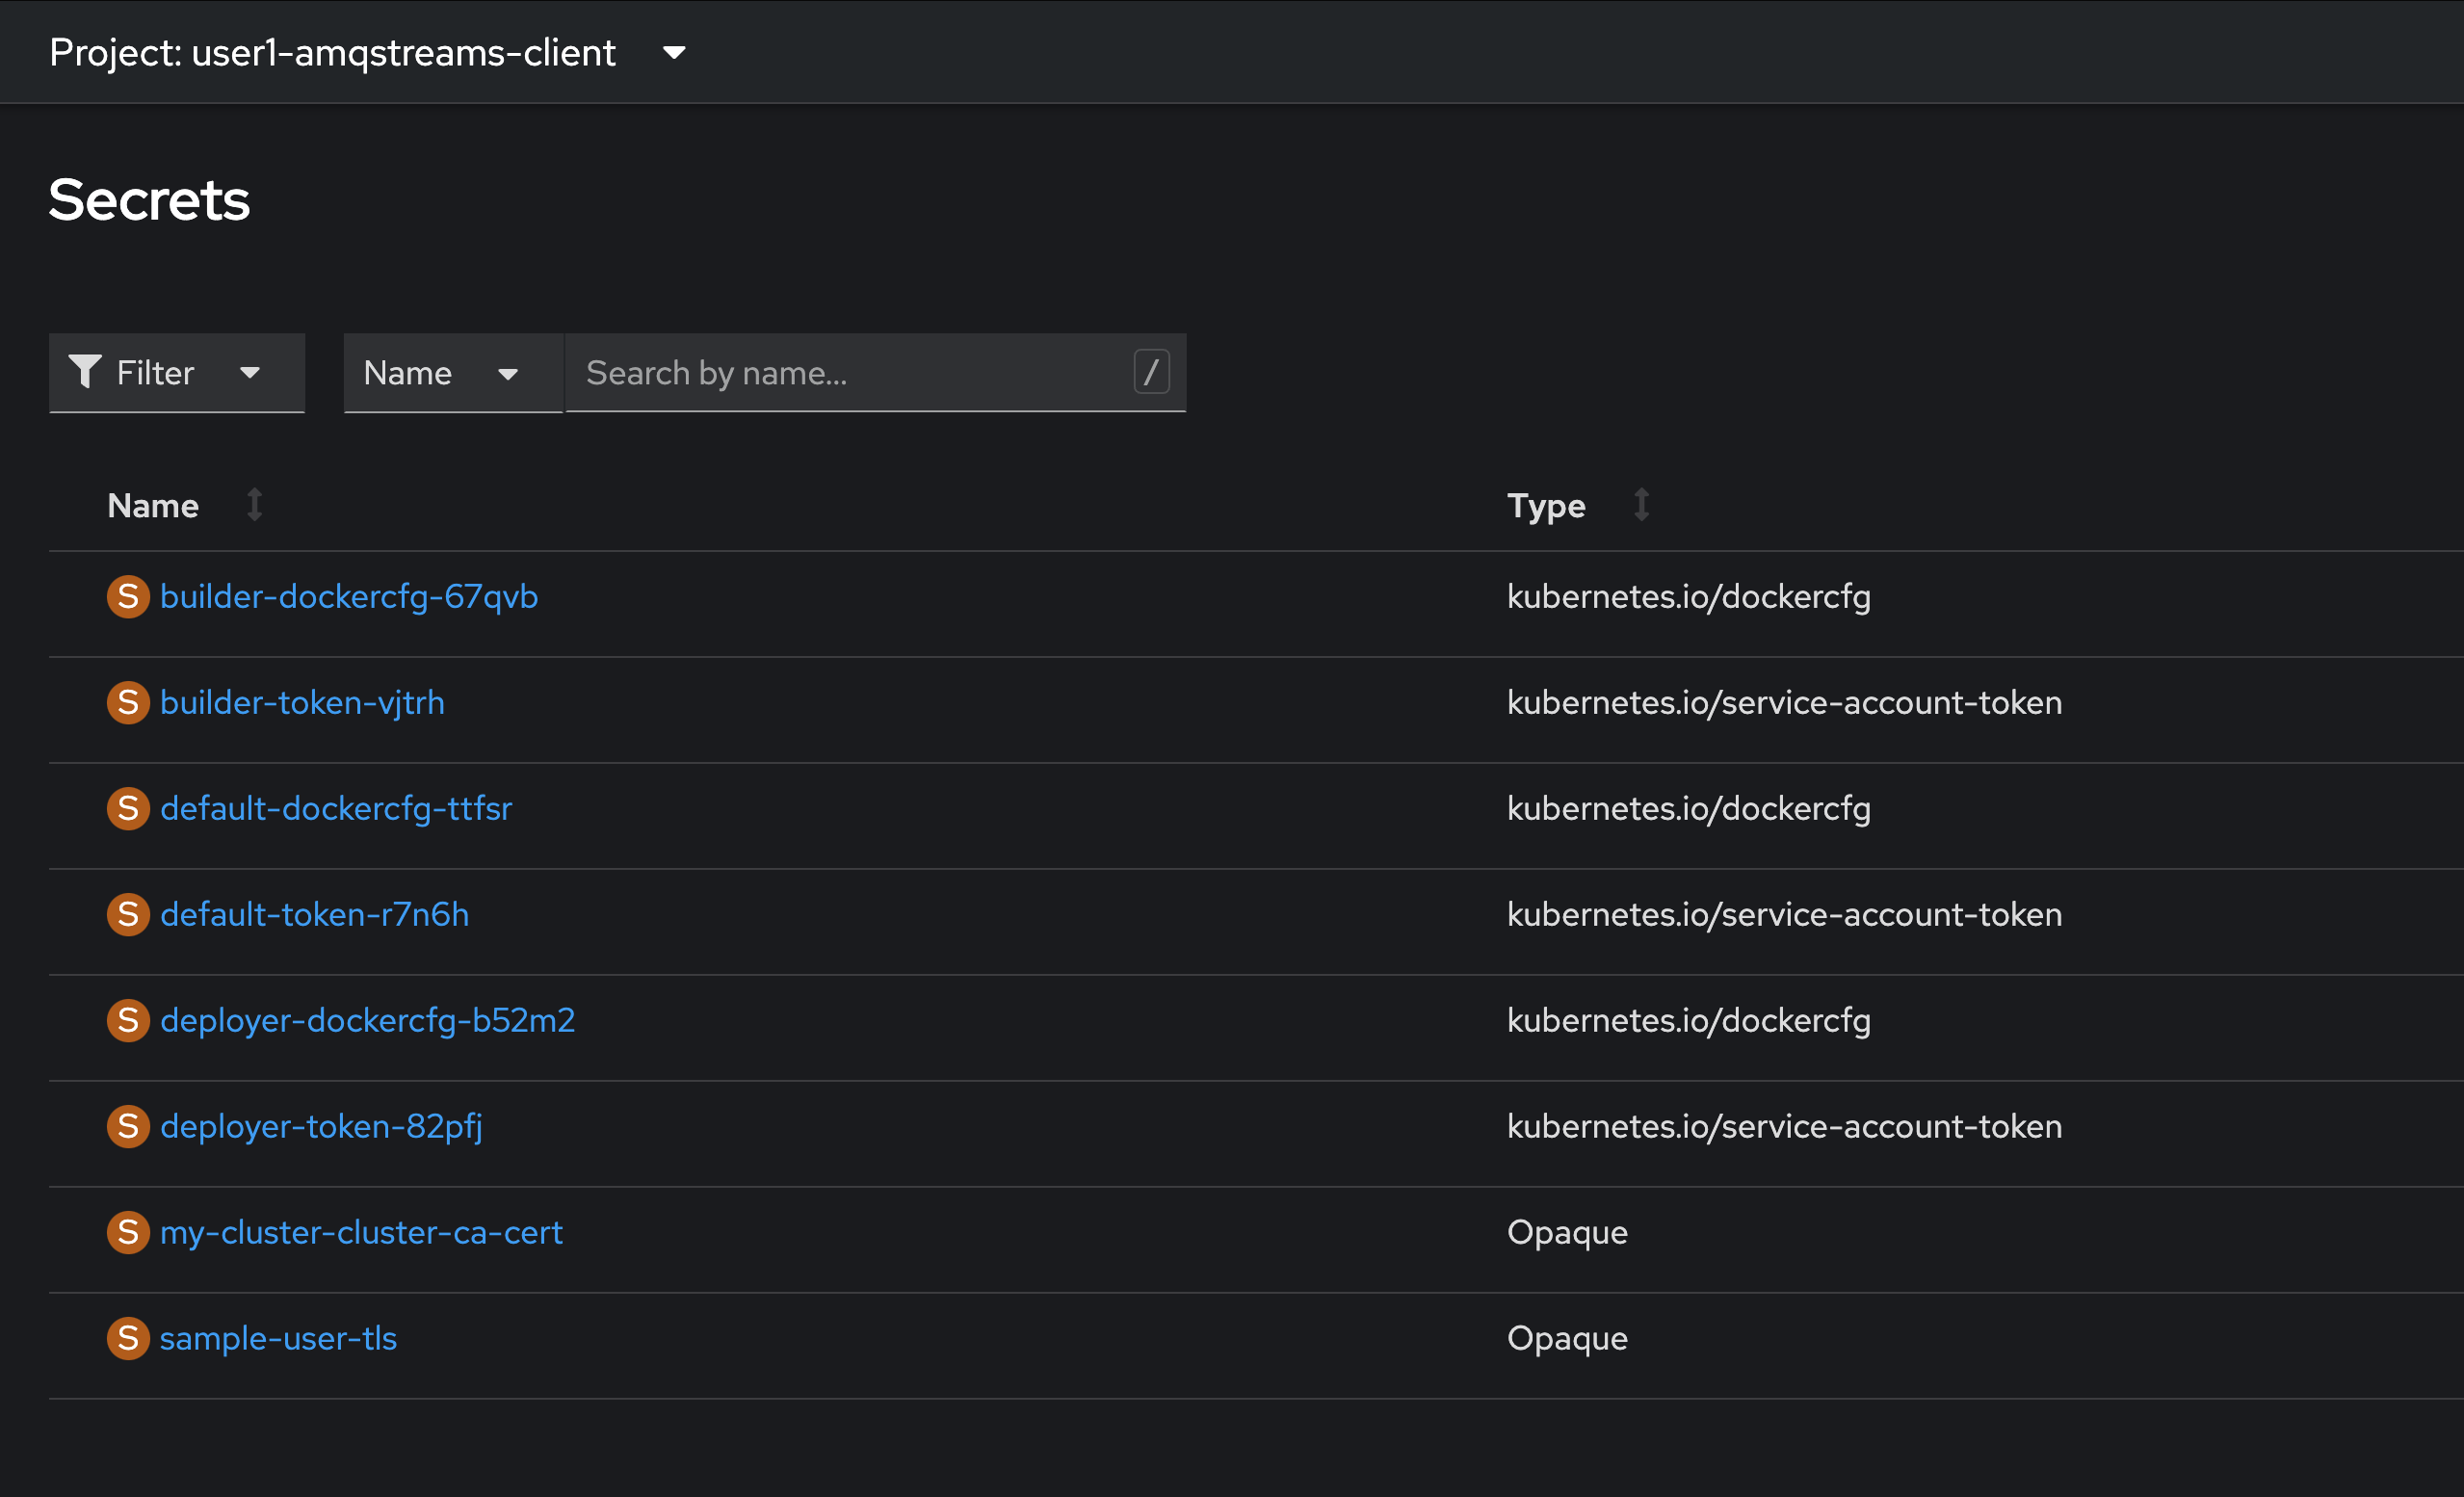 Project: user1-amqstreams-client
Secrets
Filter Name Search by name... /
Name Type
S builder-dockercfg-67qvb kubernetes.io/dockercfg
S builder-token-vjtrh kubernetes.io/service-account-token
S default-dockercfg-ttfsr kubernetes.io/dockercfg
S default-token-r7n6h kubernetes.io/service-account-token
S deployer-dockercfg-b52m2 kubernetes.io/dockercfg
S deployer-token-82pfj kubernetes.io/service-account-token
S my-cluster-cluster-ca-cert Opaque
S sample-user-tls Opaque